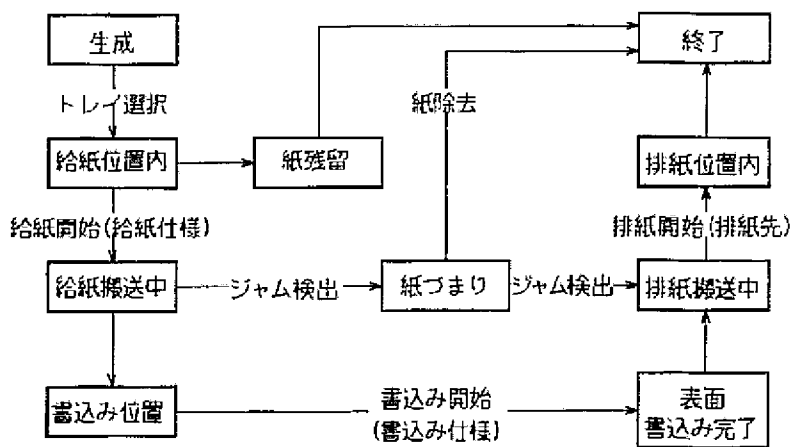 生成
終了
トレイ選択
紙除去
給紙位置内
紙残留
排紙位置内
給紙開始(給紙仕様)
排紙開始(排紙先)
給紙搬送中
ジャム検出
紙づまり
ジャム検出
排紙搬送中
書込み位置
書込み開始
(書込み仕様)
表面
書込み完了